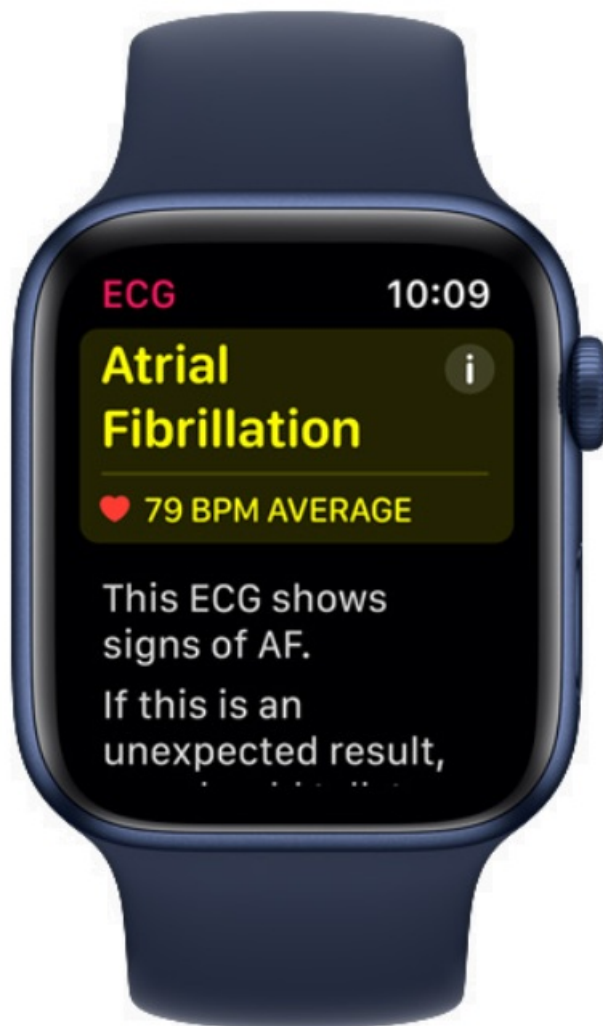 ECG 10:09
Atrial
Fibrillation
79 BPM AVERAGE
This ECG shows
signs of AF.
If this is an
unexpected result,